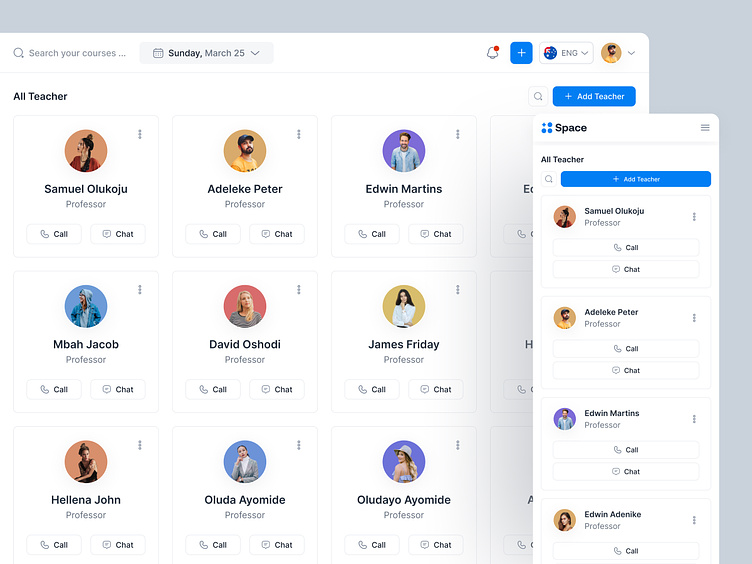 Search your courses ...
Sunday, March 25
ENG
All Teacher
+ Add Teacher
Samuel Olukoju
Professor
Call
Chat
Adeleke Peter
Professor
Call
Chat
Edwin Martins
Professor
Call
Chat
Mbah Jacob
Professor
Call
Chat
David Oshodi
Professor
Call
Chat
James Friday
Professor
Call
Chat
Hellena John
Professor
Call
Chat
Oluda Ayomide
Professor
Call
Chat
Oludayo Ayomide
Professor
Call
Chat
Space
All Teacher
+ Add Teacher
Samuel Olukoju
Professor
Call
Chat
Adeleke Peter
Professor
Call
Chat
Edwin Martins
Professor
Call
Chat
Edwin Adenike
Professor
Call